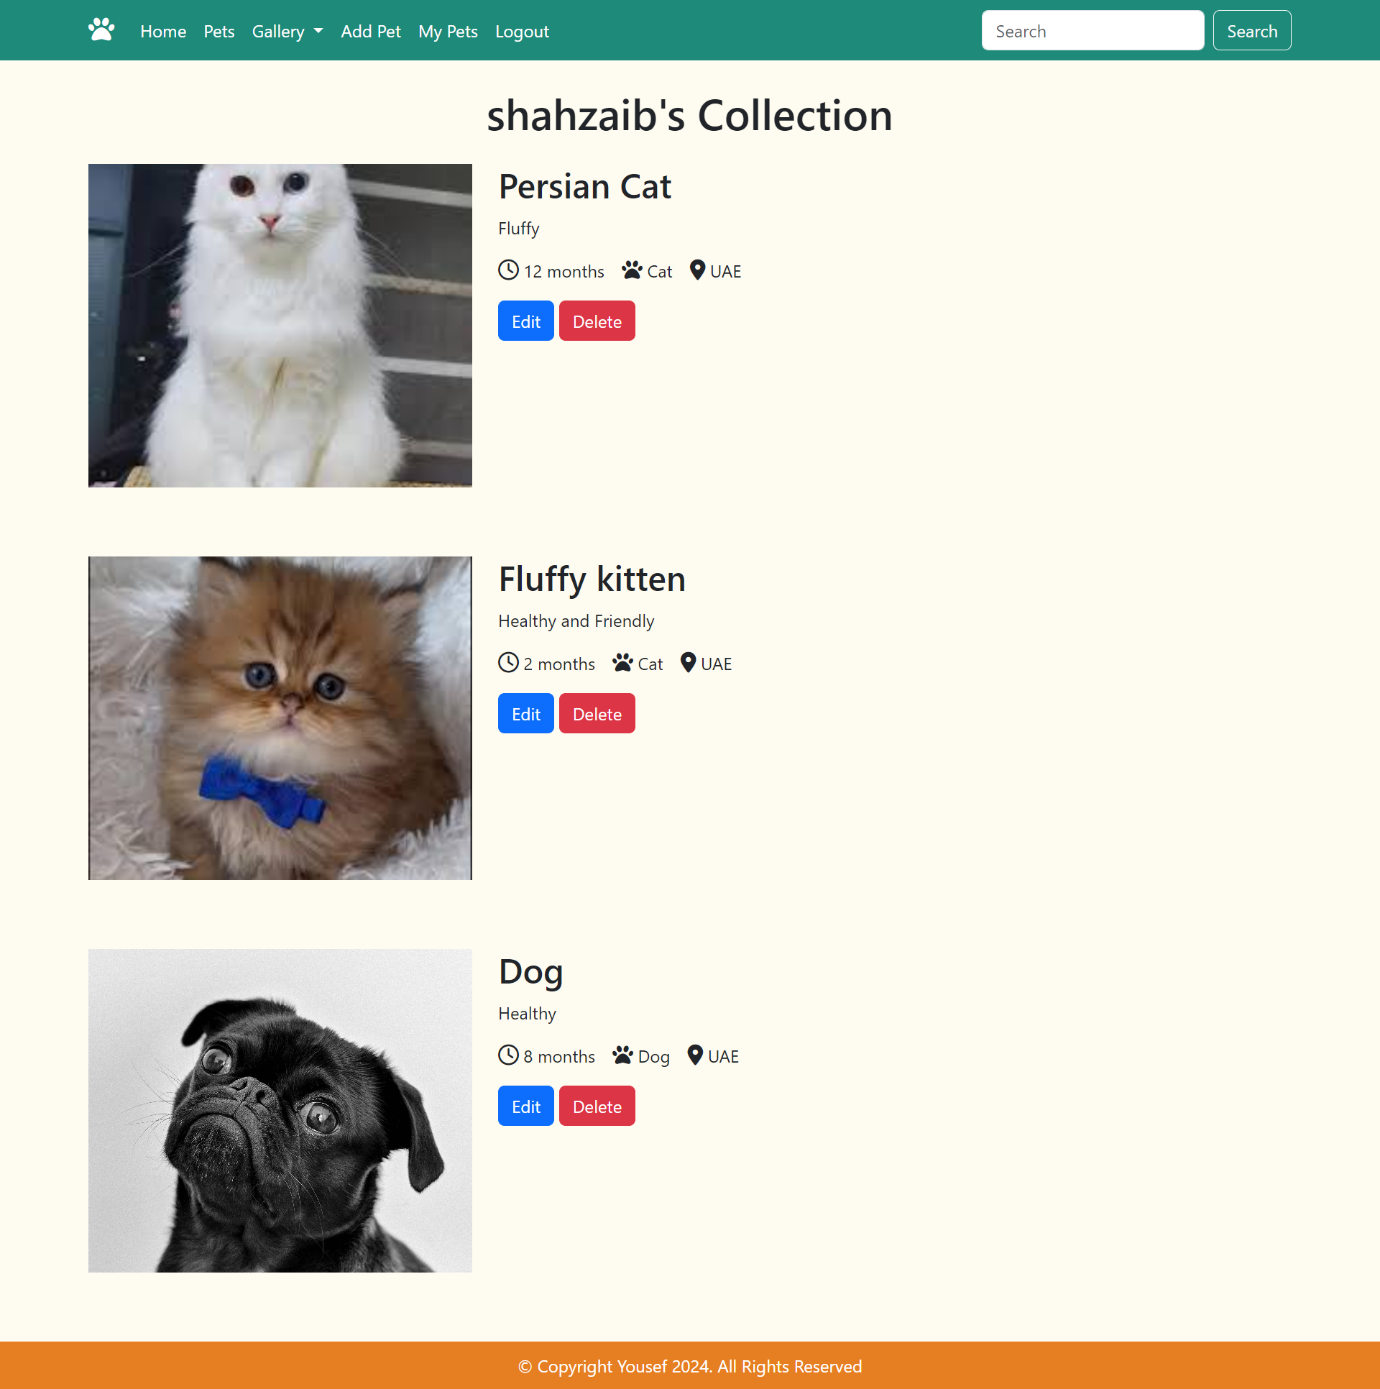 Home Pets Gallery Add Pet My Pets Logout Search Search
shahzaib's Collection
Persian Cat
Fluffy
12 months Cat UAE
Edit Delete
Fluffy kitten
Healthy and Friendly
2 months Cat UAE
Edit Delete
Dog
Healthy
8 months Dog UAE
Edit Delete
© Copyright Yousef 2024. All Rights Reserved